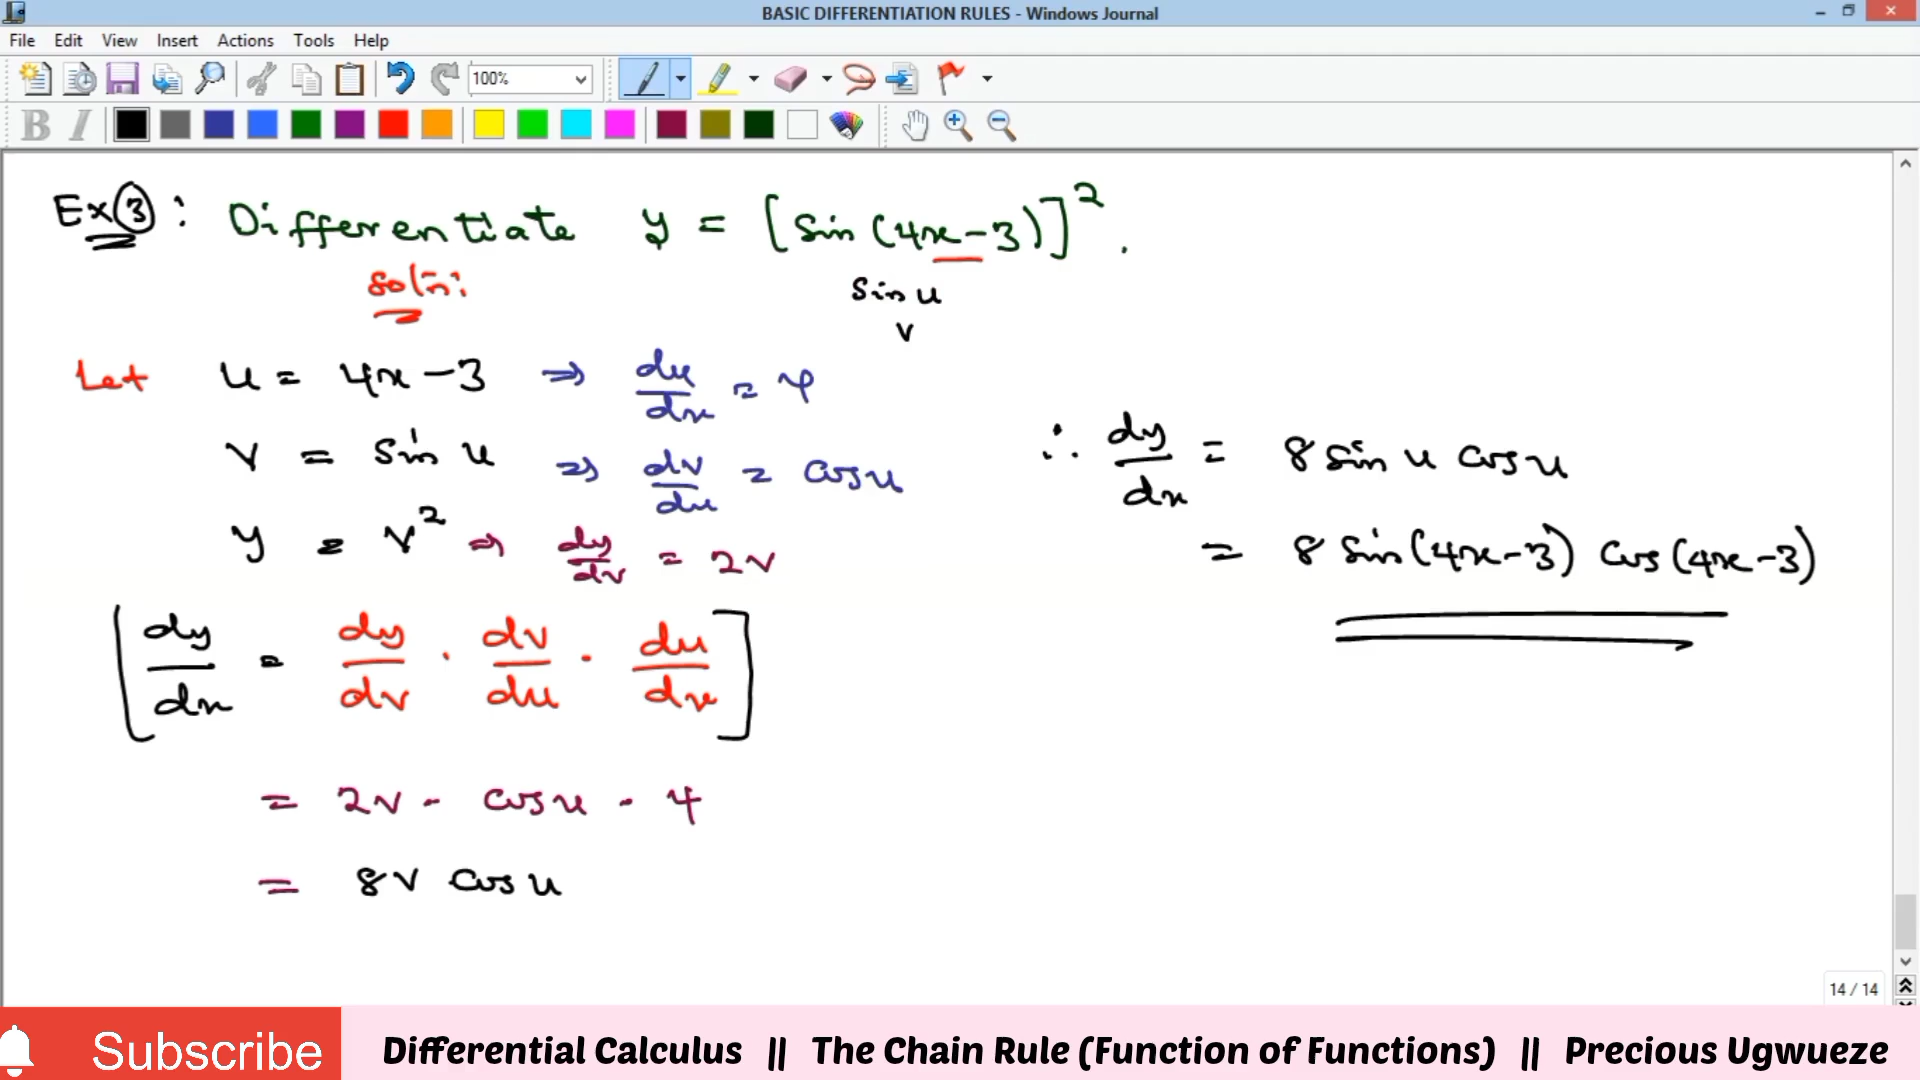 BASIC DIFFERENTIATION RULES - Windows Journal
File Edit View Insert Actions Tools Help
100%
B I
Ex(3) : Differentiate y = [sin(4x-3)]² .
soln:
sin u
v
Let u = 4x-3 ⇒ du/dx = 4
v = sin u ⇒ dv/du = cos u
y = v² ⇒ dy/dv = 2v
[dy/dx = dy/dv · dv/du · du/dx]
= 2v · cos u · 4
= 8v cos u
∴ dy/dx = 8 sin u cos u
= 8 sin(4x-3) cos(4x-3)
14 / 14
Subscribe
Differential Calculus || The Chain Rule (Function of Functions) || Precious Ugwueze